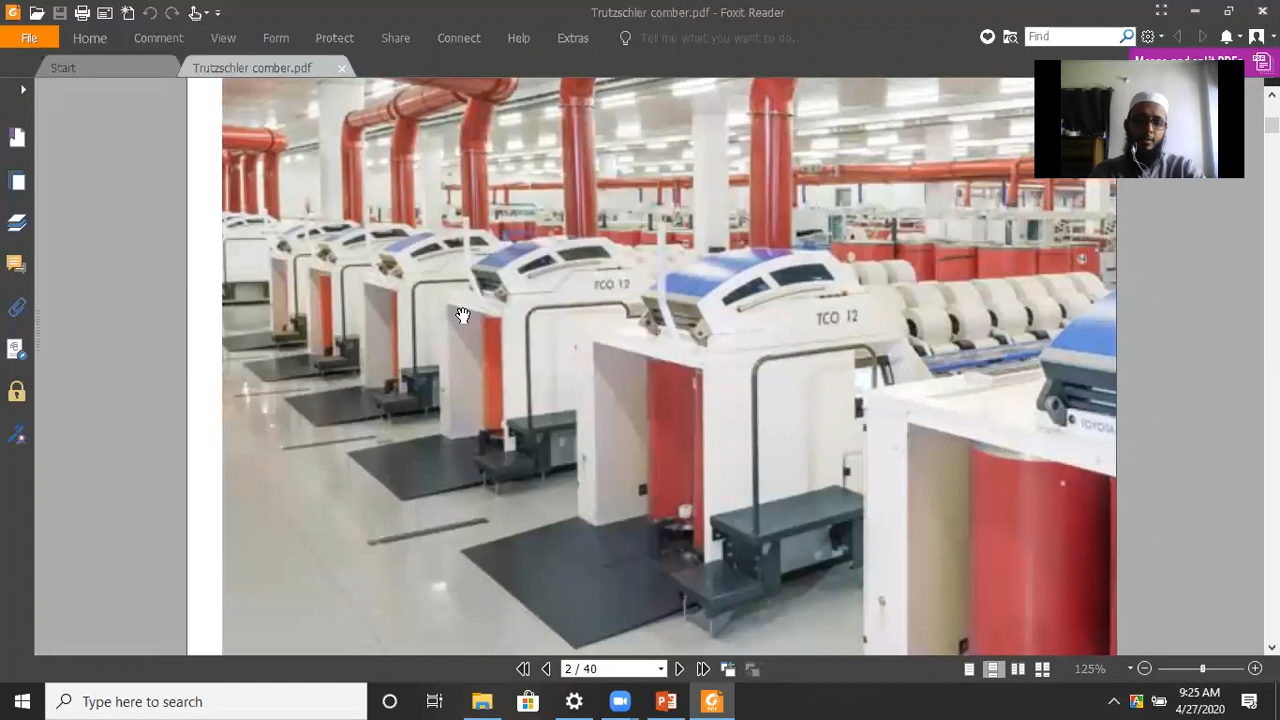 Trutzschler comber.pdf - Foxit Reader
File Home Comment View Form Protect Share Connect Help Extras Tell me what you want to do.. Find
Start Trutzschler comber.pdf
TCO 12
TCO 12
TOYOTA
2 / 40
125%
Type here to search
9:25 AM
4/27/2020